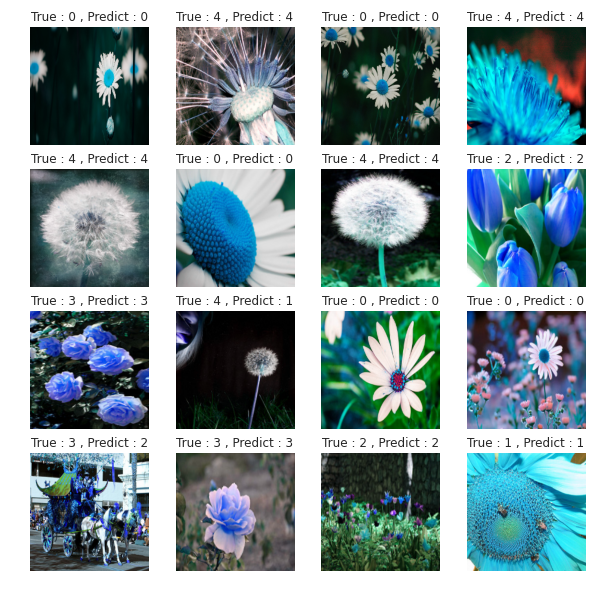 True : 0 , Predict : 0 True : 4 , Predict : 4 True : 0 , Predict : 0 True : 4 , Predict : 4
True : 4 , Predict : 4 True : 0 , Predict : 0 True : 4 , Predict : 4 True : 2 , Predict : 2
True : 3 , Predict : 3 True : 4 , Predict : 1 True : 0 , Predict : 0 True : 0 , Predict : 0
True : 3 , Predict : 2 True : 3 , Predict : 3 True : 2 , Predict : 2 True : 1 , Predict : 1